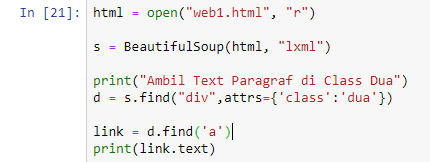 In [21]: html = open("web1.html", "r")
s = BeautifulSoup(html, "lxml")
print("Ambil Text Paragraf di Class Dua")
d = s.find("div",attrs={'class':'dua'})
link = d.find('a')
print(link.text)